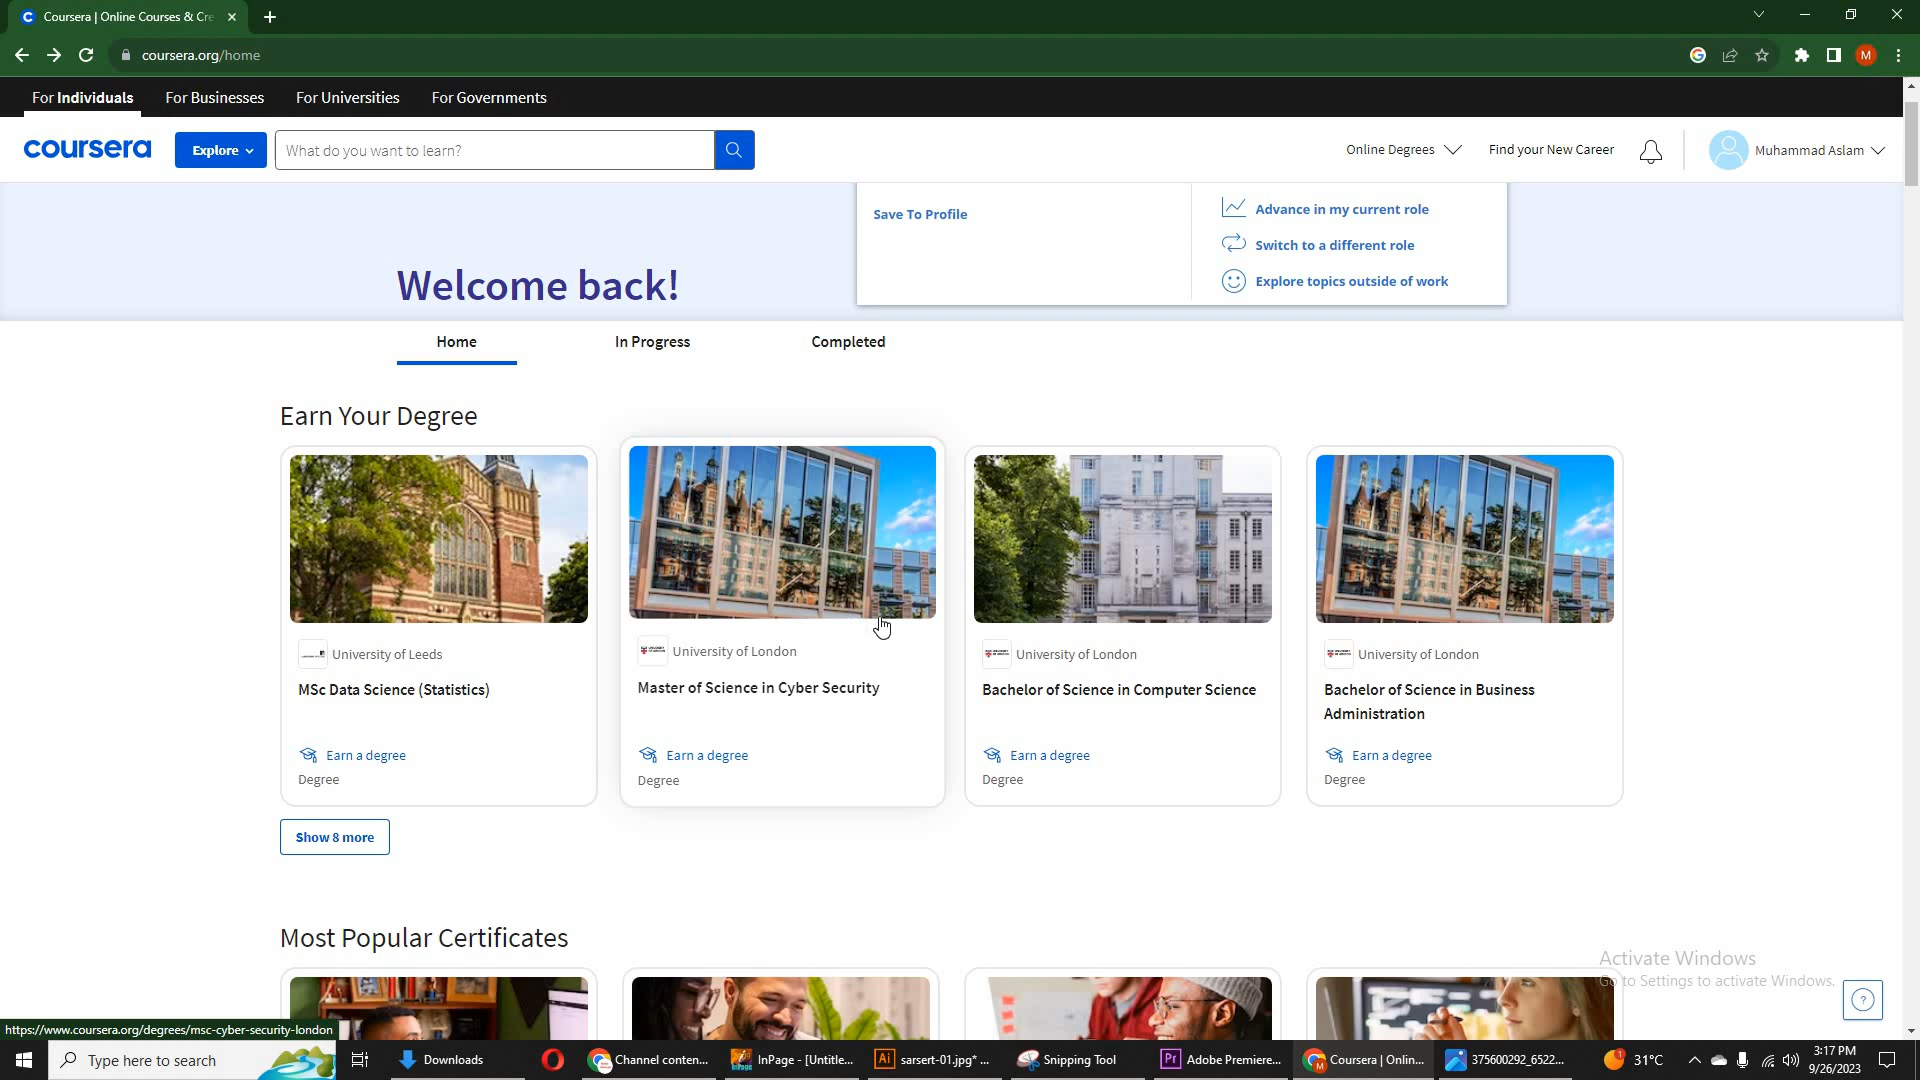 Coursera | Online Courses & Cre
coursera.org/home
M
For Individuals
For Businesses
For Universities
For Governments
coursera
Explore
What do you want to learn?
Online Degrees
Find your New Career
Muhammad Aslam
Save To Profile
Advance in my current role
Switch to a different role
Explore topics outside of work
Welcome back!
Home
In Progress
Completed
Earn Your Degree
University of Leeds
MSc Data Science (Statistics)
Earn a degree
Degree
University of London
Master of Science in Cyber Security
Earn a degree
Degree
University of London
Bachelor of Science in Computer Science
Earn a degree
Degree
University of London
Bachelor of Science in Business
Administration
Earn a degree
Degree
Show 8 more
Most Popular Certificates
Activate Windows
Go to Settings to activate Windows.
https://www.coursera.org/degrees/msc-cyber-security-london
Type here to search
Downloads
Channel conten...
InPage - [Untitle...
sarsert-01.jpg* ...
Snipping Tool
Adobe Premiere...
Coursera | Onlin...
375600292_6522...
31°C
3:17 PM
9/26/2023